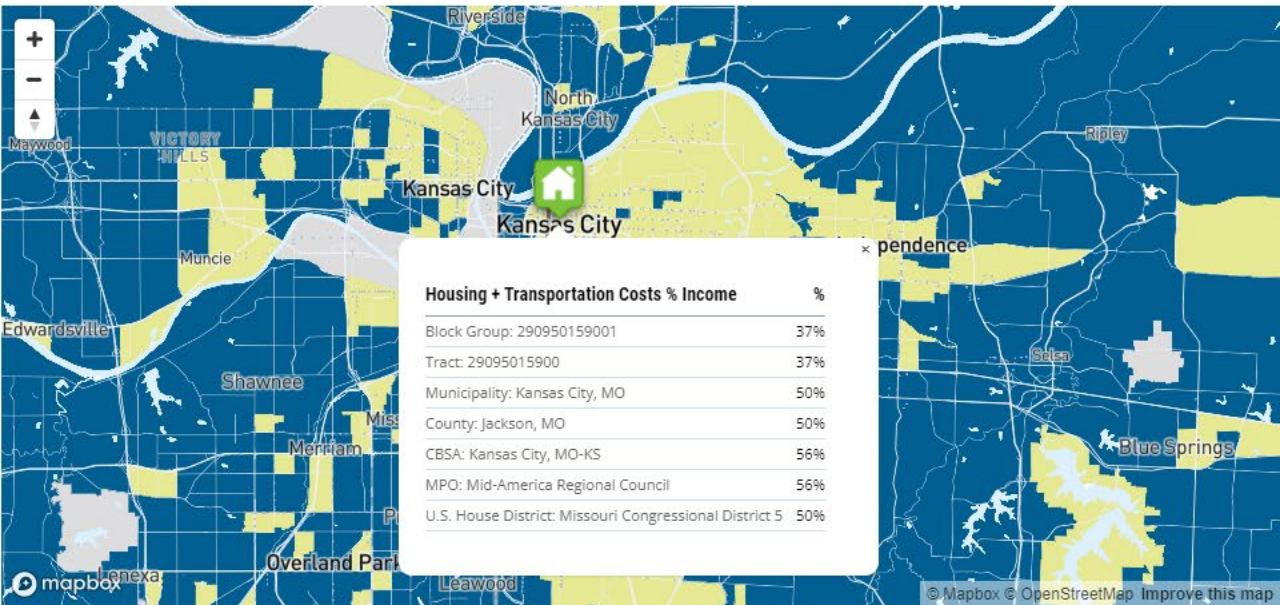 Riverside
+
−
North
Kansas City
Maywood
VICTORY
HILLS
Ripley
Kansas City
Kansas City
pendence
×
Muncie
Housing + Transportation Costs % Income %
Block Group: 290950159001 37%
Tract: 29095015900 37%
Municipality: Kansas City, MO 50%
County: Jackson, MO 50%
CBSA: Kansas City, MO-KS 56%
MPO: Mid-America Regional Council 56%
U.S. House District: Missouri Congressional District 5 50%
Edwardsville
Selsa
Shawnee
Miss
Merriam
Blue Springs
P
Overland Park
Lenexa
Leawood
mapbox
© Mapbox © OpenStreetMap Improve this map